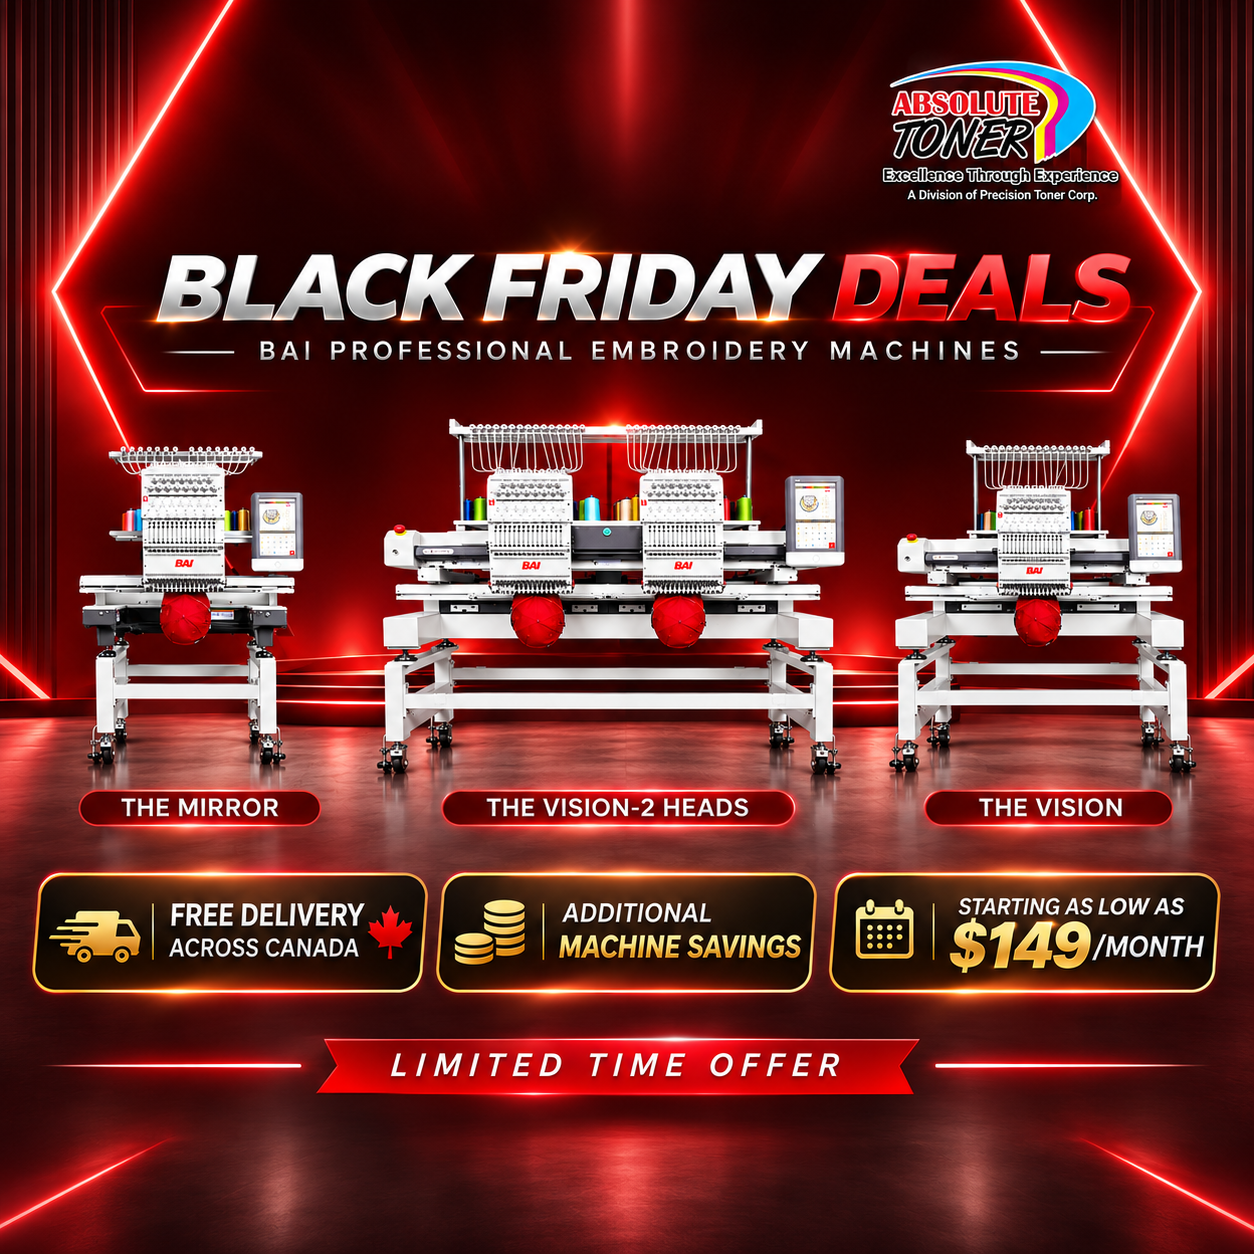 ABSOLUTE
TONER
Excellence Through Experience
A Division of Precision Toner Corp.
BLACK FRIDAY DEALS
BAI PROFESSIONAL EMBROIDERY MACHINES
BAI
BAI
BAI
BAI
THE MIRROR
THE VISION-2 HEADS
THE VISION
FREE DELIVERY
ACROSS CANADA
ADDITIONAL
MACHINE SAVINGS
STARTING AS LOW AS
$149/MONTH
LIMITED TIME OFFER